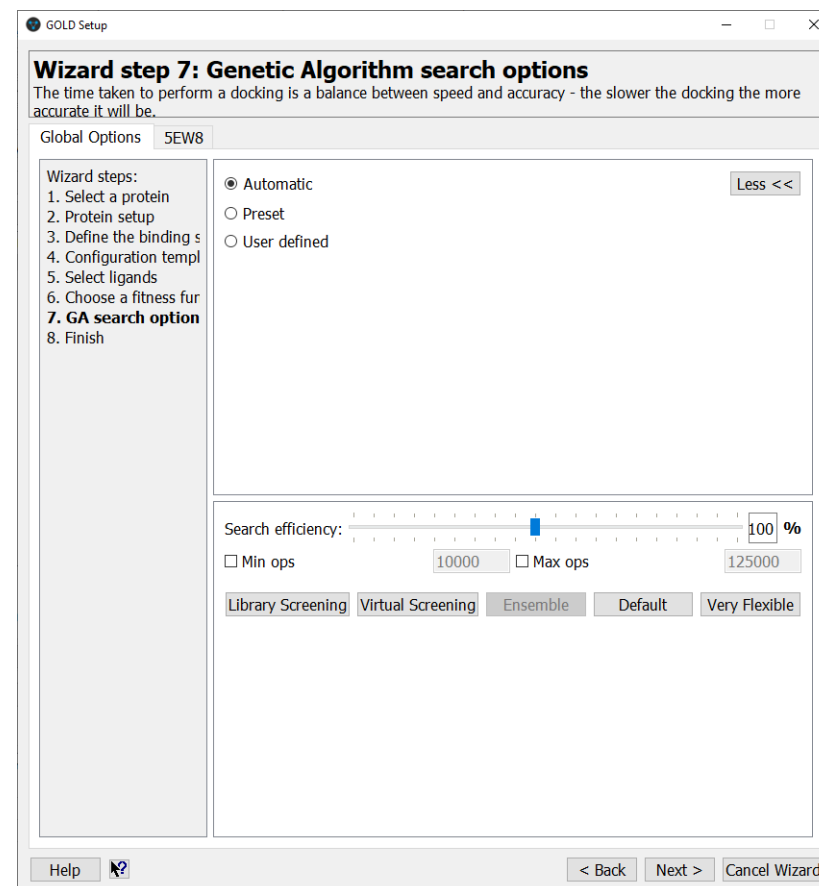 GOLD Setup
Wizard step 7: Genetic Algorithm search options
The time taken to perform a docking is a balance between speed and accuracy - the slower the docking the more
accurate it will be.
Global Options 5EW8
Wizard steps:
1. Select a protein
2. Protein setup
3. Define the binding s
4. Configuration templ
5. Select ligands
6. Choose a fitness fur
7. GA search option
8. Finish
Automatic
Less <<
Preset
User defined
Search efficiency: 100 %
Min ops 10000 Max ops 125000
Library Screening Virtual Screening Ensemble Default Very Flexible
Help < Back Next > Cancel Wizard